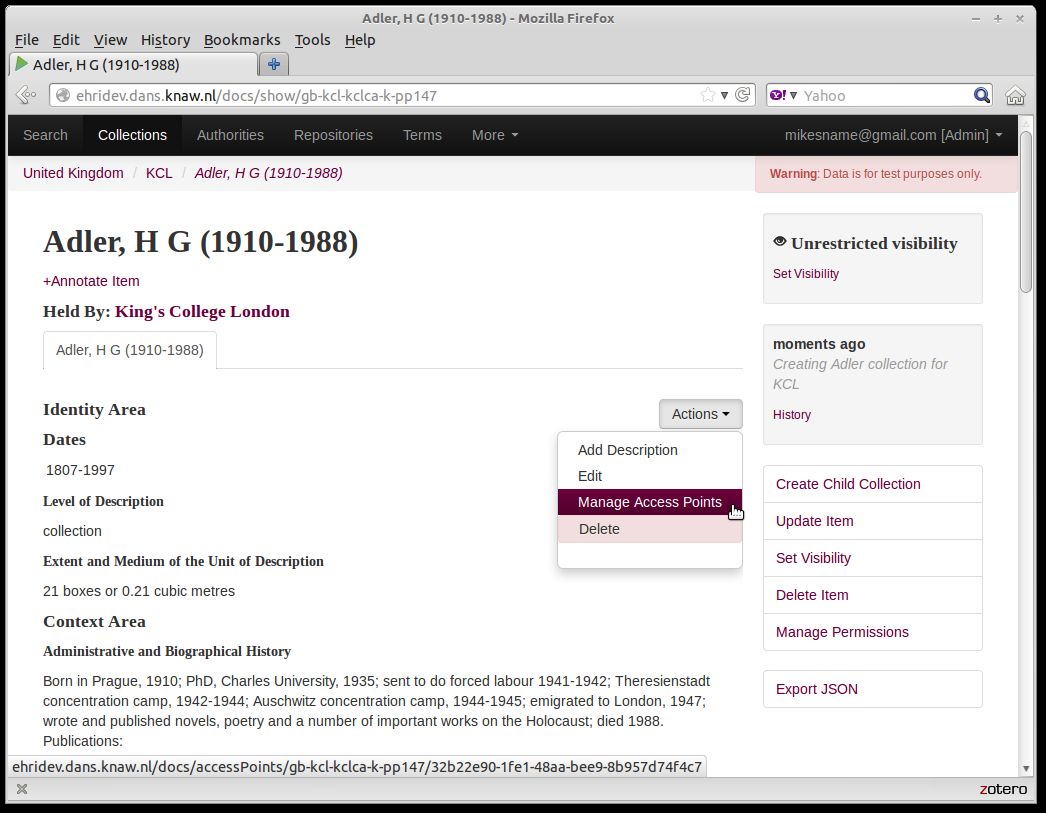 Adler, H G (1910-1988) - Mozilla Firefox
File Edit View History Bookmarks Tools Help
Adler, H G (1910-1988)
ehridev.dans.knaw.nl/docs/show/gb-kcl-kclca-k-pp147
Yahoo
Search Collections Authorities Repositories Terms More mikesname@gmail.com [Admin]
United Kingdom / KCL / Adler, H G (1910-1988)
Warning: Data is for test purposes only.
Adler, H G (1910-1988)
+Annotate Item
Held By: King's College London
Adler, H G (1910-1988)
Identity Area
Dates
1807-1997
Level of Description
collection
Extent and Medium of the Unit of Description
21 boxes or 0.21 cubic metres
Context Area
Administrative and Biographical History
Born in Prague, 1910; PhD, Charles University, 1935; sent to do forced labour 1941-1942; Theresienstadt
concentration camp, 1942-1944; Auschwitz concentration camp, 1944-1945; emigrated to London, 1947;
wrote and published novels, poetry and a number of important works on the Holocaust; died 1988.
Publications:
Actions
Add Description
Edit
Manage Access Points
Delete
Unrestricted visibility
Set Visibility
moments ago
Creating Adler collection for
KCL
History
Create Child Collection
Update Item
Set Visibility
Delete Item
Manage Permissions
Export JSON
ehridev.dans.knaw.nl/docs/accessPoints/gb-kcl-kclca-k-pp147/32b22e90-1fe1-48aa-bee9-8b957d74f4c7
zotero